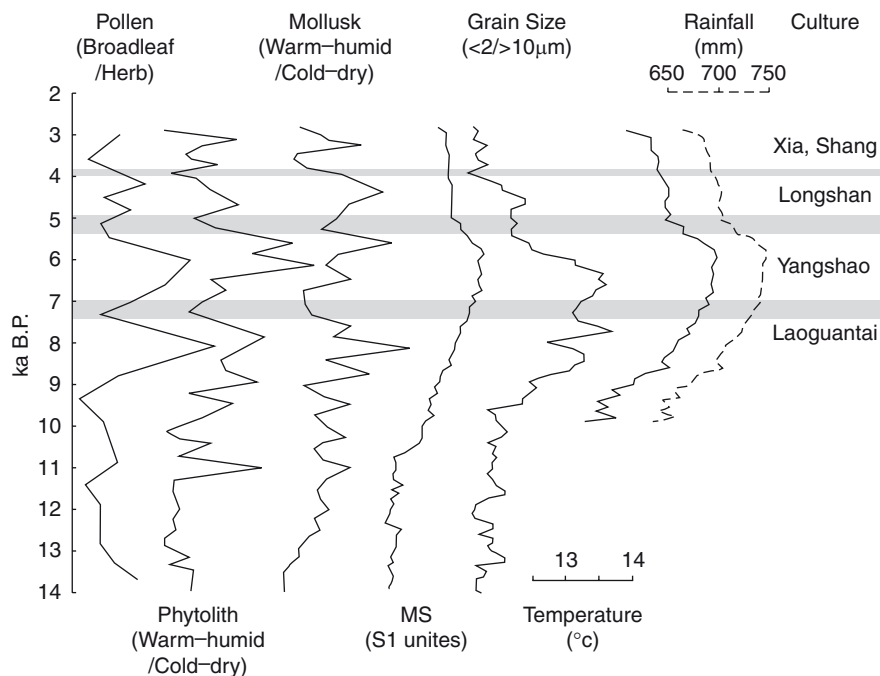 Pollen
(Broadleaf
/Herb)
Mollusk
(Warm–humid
/Cold–dry)
Grain Size
(<2/>10μm)
Rainfall
(mm)
650 700 750
Culture
2
3
4
5
6
7
8
9
10
11
12
13
14
ka B.P.
Xia, Shang
Longshan
Yangshao
Laoguantai
13 14
Phytolith
(Warm–humid
/Cold–dry)
MS
(S1 unites)
Temperature
(°c)